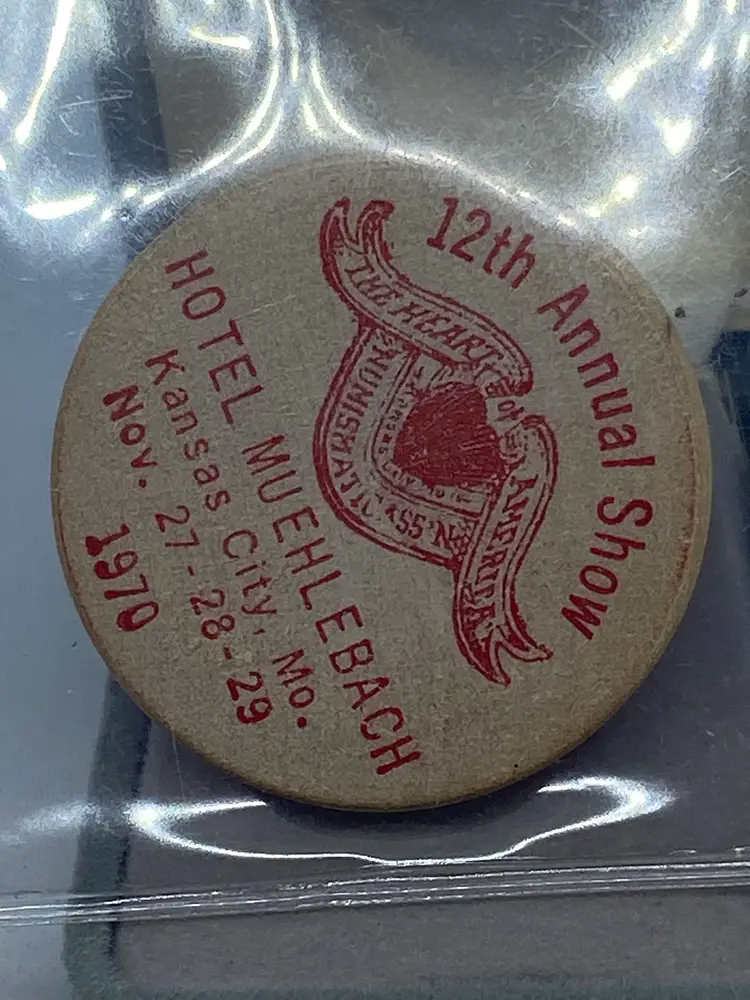 12th Annual Show
THE HEART OF AMERICA
NUMISMATIC ASS'N
HOTEL MUEHLEBACH
Kansas City, Mo.
Nov. 27-28-29
1970